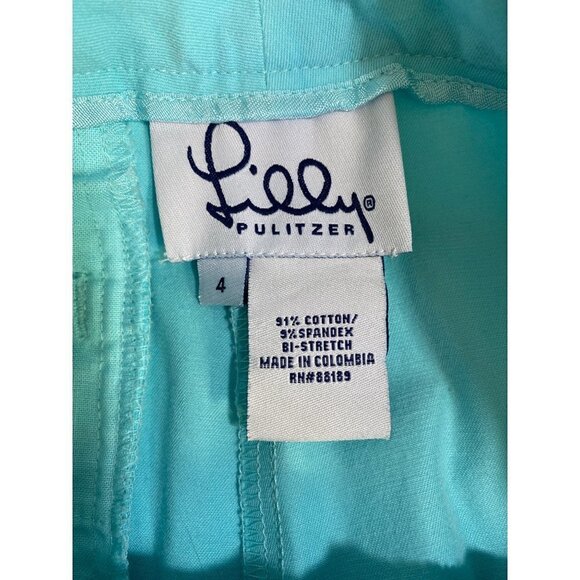 Lilly®
PULITZER
4
91% COTTON/
9% SPANDEX
BI-STRETCH
MADE IN COLOMBIA
RN#88189